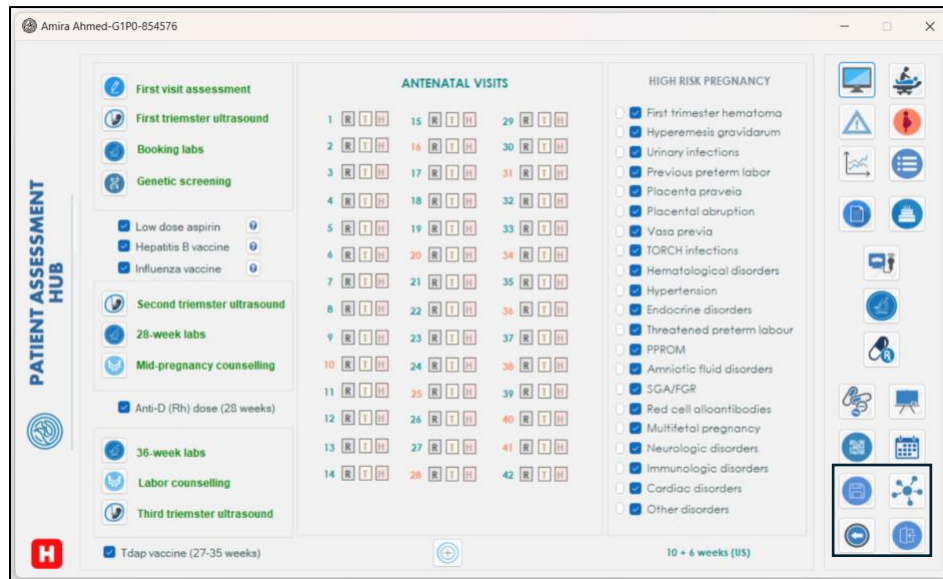 Amira Ahmed-G1P0-854576
PATIENT ASSESSMENT
HUB
First visit assessment
First triemster ultrasound
Booking labs
Genetic screening
Low dose aspirin
Hepatitis B vaccine
Influenza vaccine
Second triemster ultrasound
28-week labs
Mid-pregnancy counselling
Anti-D (Rh) dose (28 weeks)
36-week labs
Labor counselling
Third triemster ultrasound
H
Tdap vaccine (27-35 weeks)
ANTENATAL VISITS
1 R T H 15 R T H 29 R T H
2 R T H 16 R T H 30 R T H
3 R T H 17 R T H 31 R T H
4 R T H 18 R T H 32 R T H
5 R T H 19 R T H 33 R T H
6 R T H 20 R T H 34 R T H
7 R T H 21 R T H 35 R T H
8 R T H 22 R T H 36 R T H
9 R T H 23 R T H 37 R T H
10 R T H 24 R T H 38 R T H
11 R T H 25 R T H 39 R T H
12 R T H 26 R T H 40 R T H
13 R T H 27 R T H 41 R T H
14 R T H 28 R T H 42 R T H
HIGH RISK PREGNANCY
First trimester hematoma
Hyperemesis gravidarum
Urinary infections
Previous preterm labor
Placenta praveia
Placental abruption
Vasa previa
TORCH infections
Hematological disorders
Hypertension
Endocrine disorders
Threatened preterm labour
PPROM
Amniotic fluid disorders
SGA/FGR
Red cell alloantibodies
Multifetal pregnancy
Neurologic disorders
Immunologic disorders
Cardiac disorders
Other disorders
10 + 6 weeks (US)
R